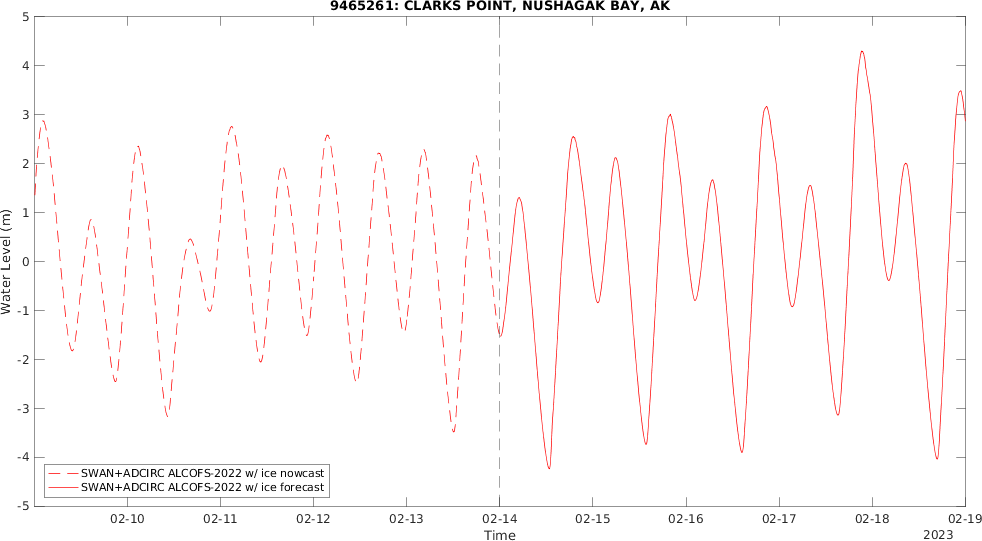 9465261: CLARKS POINT, NUSHAGAK BAY, AK
Water Level (m)
5
4
3
2
1
0
-1
-2
-3
-4
-5
SWAN+ADCIRC ALCOFS-2022 w/ ice nowcast
SWAN+ADCIRC ALCOFS-2022 w/ ice forecast
02-10 02-11 02-12 02-13 02-14 02-15 02-16 02-17 02-18 02-19
Time
2023